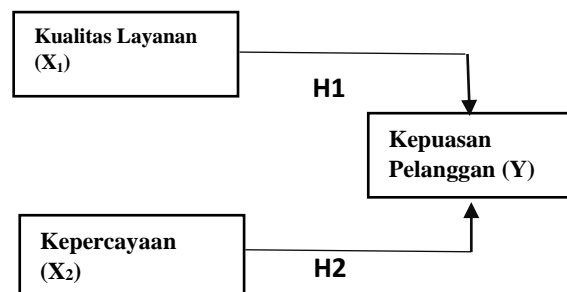 Kualitas Layanan
(X₁)
H1
Kepuasan
Pelanggan (Y)
Kepercayaan
(X₂)
H2